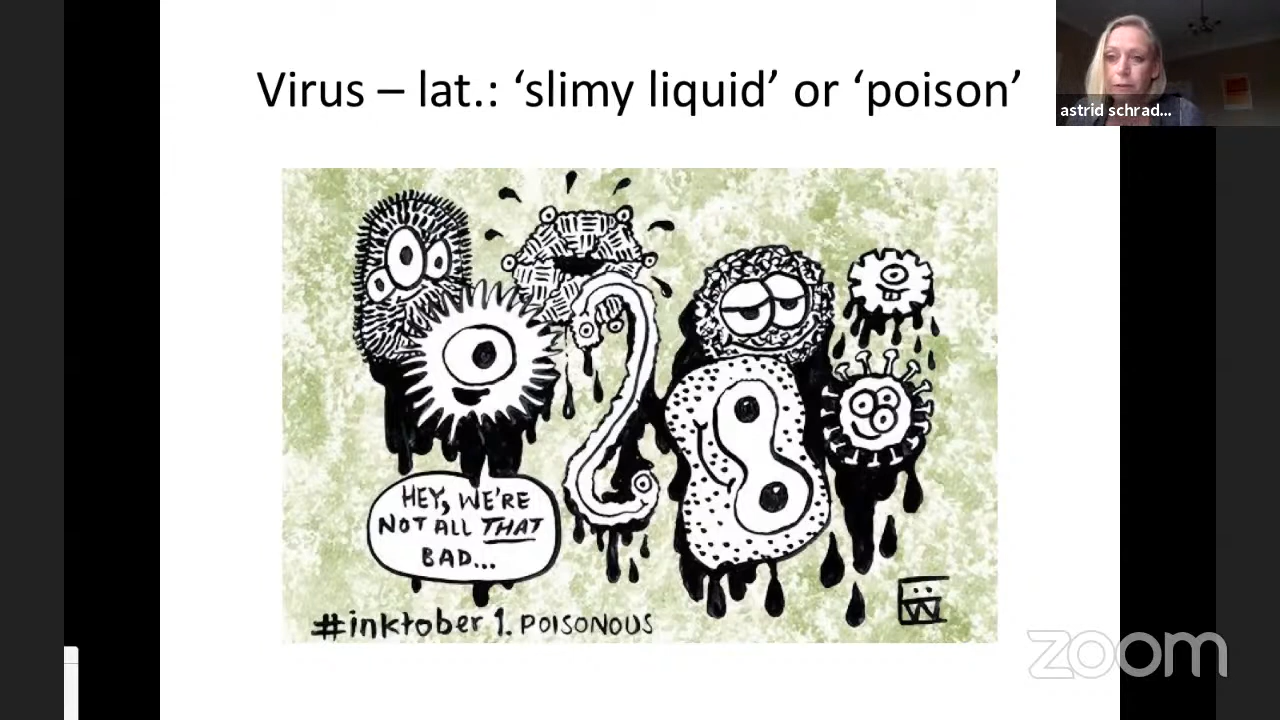 Virus – lat.: ‘slimy liquid’ or ‘poison’
astrid schrad...
HEY, WE'RE
NOT ALL THAT
BAD...
#inktober 1. POISONOUS
zoom